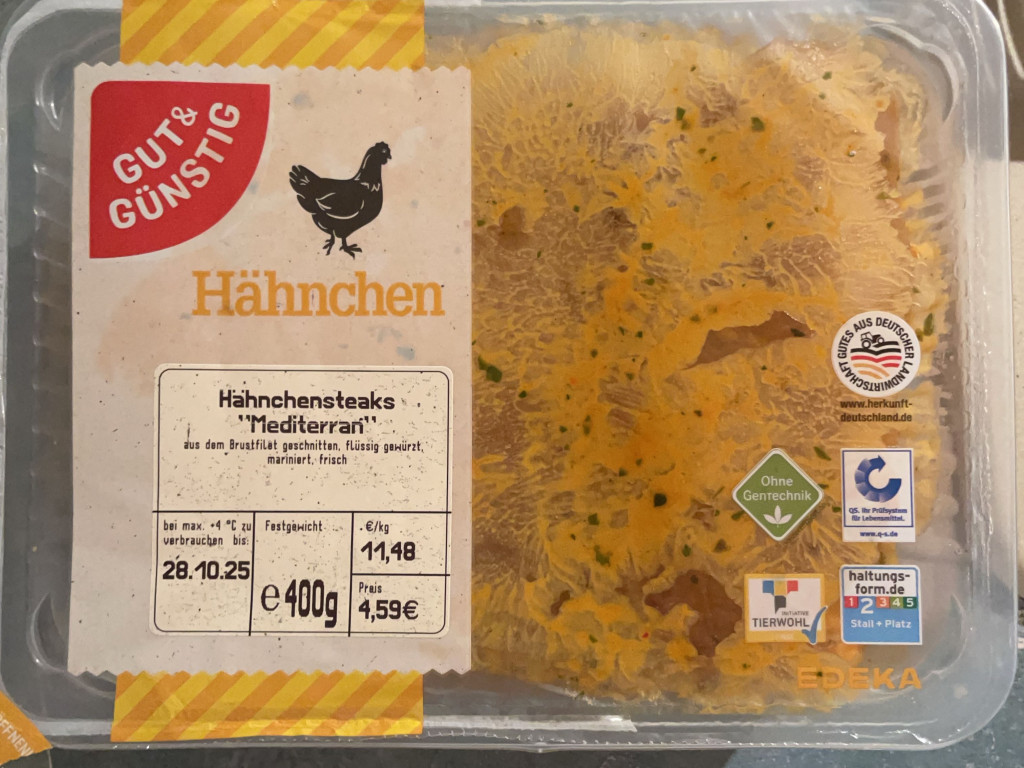 GUT&
GÜNSTIG
Hähnchen
Hähnchensteaks
"Mediterran"
aus dem Brustfilet geschnitten, flüssig gewürzt,
mariniert, frisch
bei max. +4 °C zu
verbrauchen bis:
28.10.25
Festgewicht
e 400g
€/kg
11,48
Preis
4,59€
GUTES AUS DEUTSCHER LANDWIRTSCHAFT
www.herkunft-
deutschland.de
Ohne
GenTechnik
QS. Ihr Prüfsystem
für Lebensmittel.
www.q-s.de
INITIATIVE
TIERWOHL
haltungs-
form.de
1 2 3 4 5
Stall + Platz
EDEKA